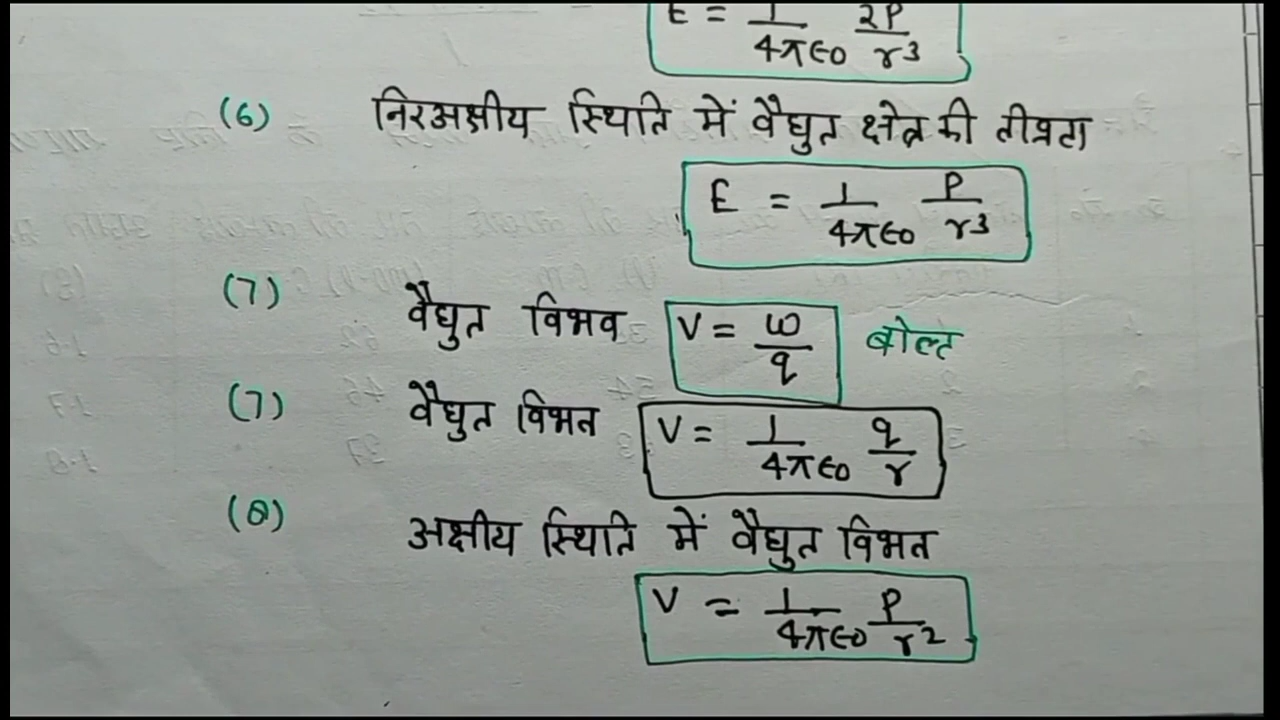 E = 1/4πϵ0 2P/r3
(6) निरअक्षीय स्थिति में वैद्युत क्षेत्र की तीव्रता
E = 1/4πϵ0 P/r3
(7) वैद्युत विभव V = W/q वोल्ट
(7) वैद्युत विभव V = 1/4πϵ0 q/r
(8) अक्षीय स्थिति में वैद्युत विभव
V = 1/4πϵ0 P/r2